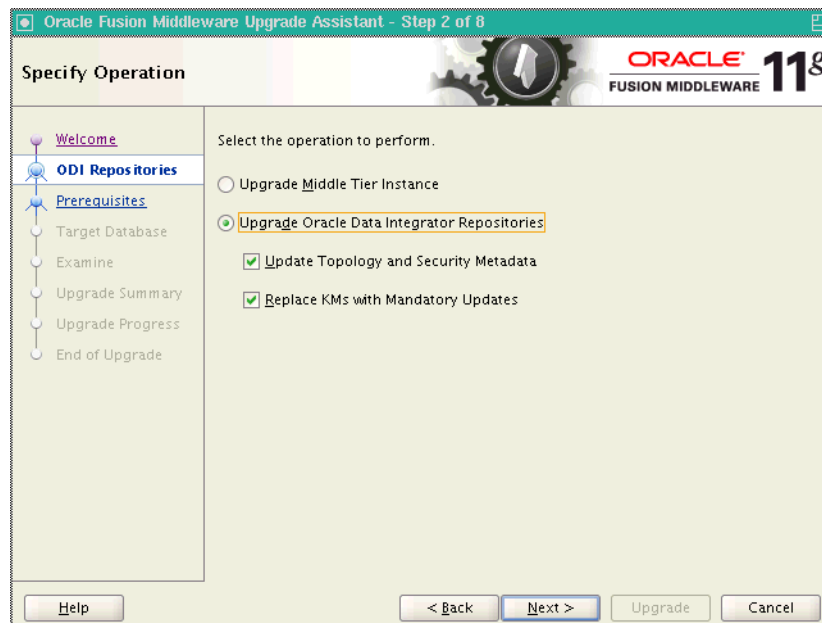 Oracle Fusion Middleware Upgrade Assistant - Step 2 of 8
Specify Operation
ORACLE
FUSION MIDDLEWARE
11g
Welcome
ODI Repositories
Prerequisites
Target Database
Examine
Upgrade Summary
Upgrade Progress
End of Upgrade
Select the operation to perform.
Upgrade Middle Tier Instance
Upgrade Oracle Data Integrator Repositories
Update Topology and Security Metadata
Replace KMs with Mandatory Updates
Help
< Back
Next >
Upgrade
Cancel